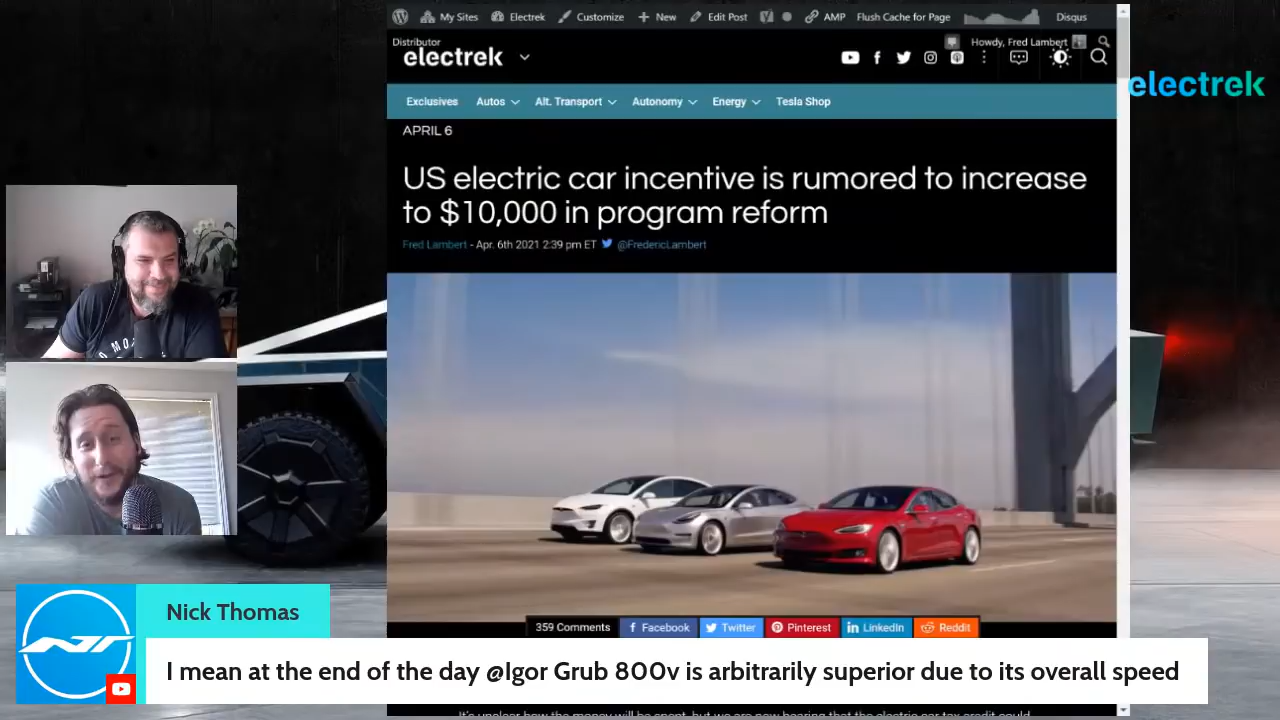 My Sites Electrek Customize New Edit Post AMP Flush Cache for Page Disqus
Howdy, Fred Lambert
Distributor
electrek
electrek
Exclusives Autos Alt. Transport Autonomy Energy Tesla Shop
APRIL 6
US electric car incentive is rumored to increase
to $10,000 in program reform
Fred Lambert - Apr. 6th 2021 2:39 pm ET @FredericLambert
359 Comments Facebook Twitter Pinterest LinkedIn Reddit
Nick Thomas
I mean at the end of the day @Igor Grub 800v is arbitrarily superior due to its overall speed